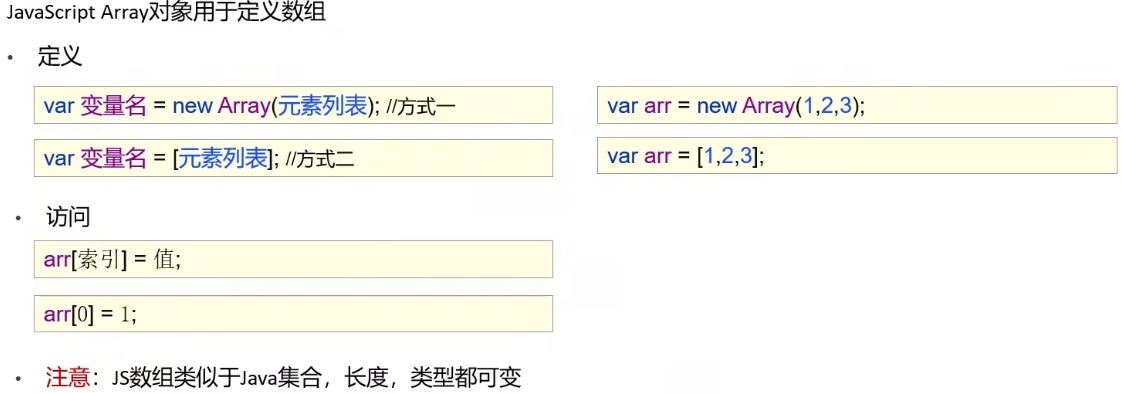 JavaScript Array对象用于定义数组
• 定义
var 变量名 = new Array(元素列表); //方式一
var arr = new Array(1,2,3);
var 变量名 = [元素列表]; //方式二
var arr = [1,2,3];
• 访问
arr[索引] = 值;
arr[0] = 1;
• 注意：JS数组类似于Java集合，长度，类型都可变